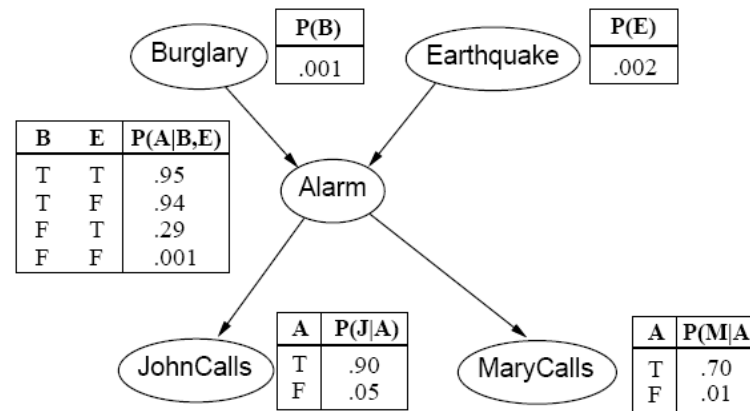 Burglary
P(B)
.001
Earthquake
P(E)
.002
B E P(A|B,E)
T T .95
T F .94
F T .29
F F .001
Alarm
JohnCalls
A P(J|A)
T .90
F .05
MaryCalls
A P(M|A
T .70
F .01